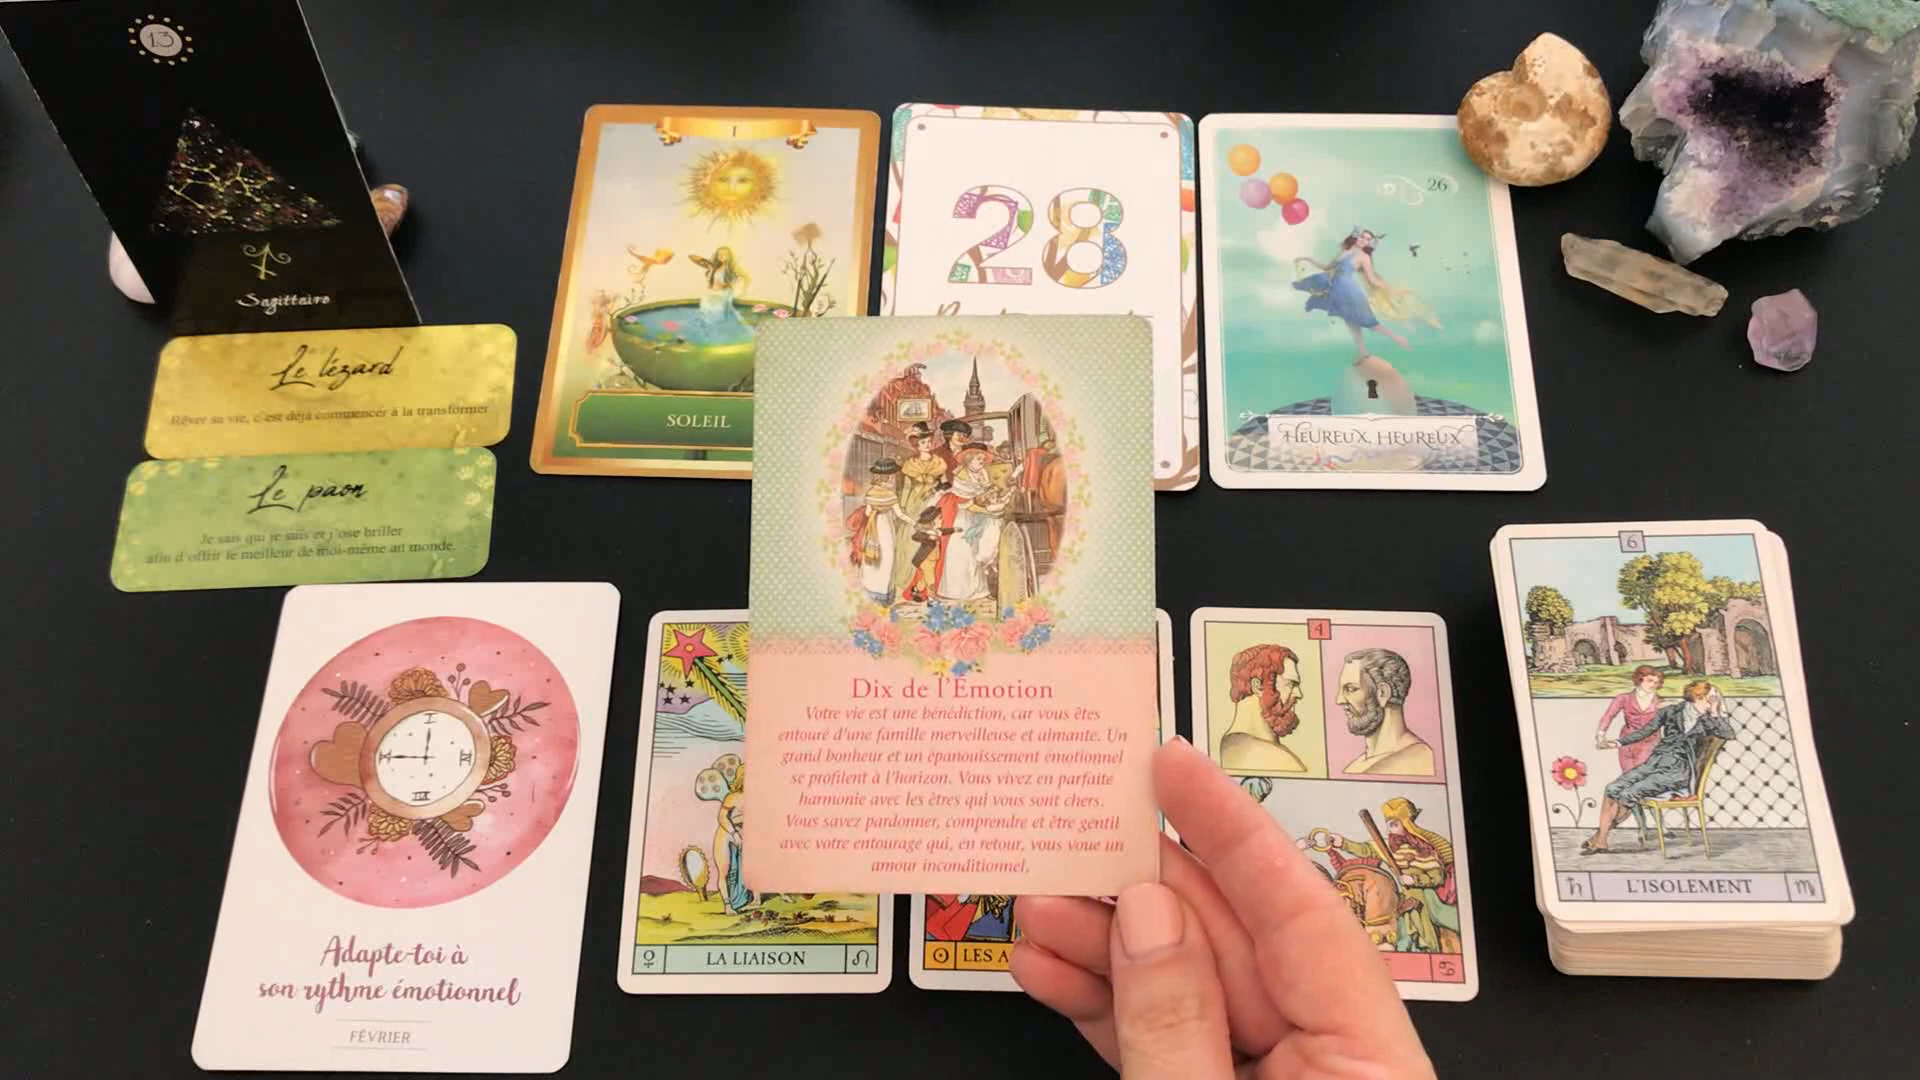 13
Sagittaire
Le lézard
Rêver sa vie, c'est déjà commencer à la transformer
Le paon
Je sais qui je suis et j'ose briller
afin d'offrir le meilleur de moi-même au monde.
I
SOLEIL
28
26
HEUREUX, HEUREUX
Dix de l'Émotion
Votre vie est une bénédiction, car vous êtes
entouré d'une famille merveilleuse et aimante. Un
grand bonheur et un épanouissement émotionnel
se profilent à l'horizon. Vous vivez en parfaite
harmonie avec les êtres qui vous sont chers.
Vous savez pardonner, comprendre et être gentil
avec votre entourage qui, en retour, vous voue un
amour inconditionnel.
Adapte-toi à
son rythme émotionnel
FÉVRIER
LA LIAISON
LES A
4
6
L'ISOLEMENT